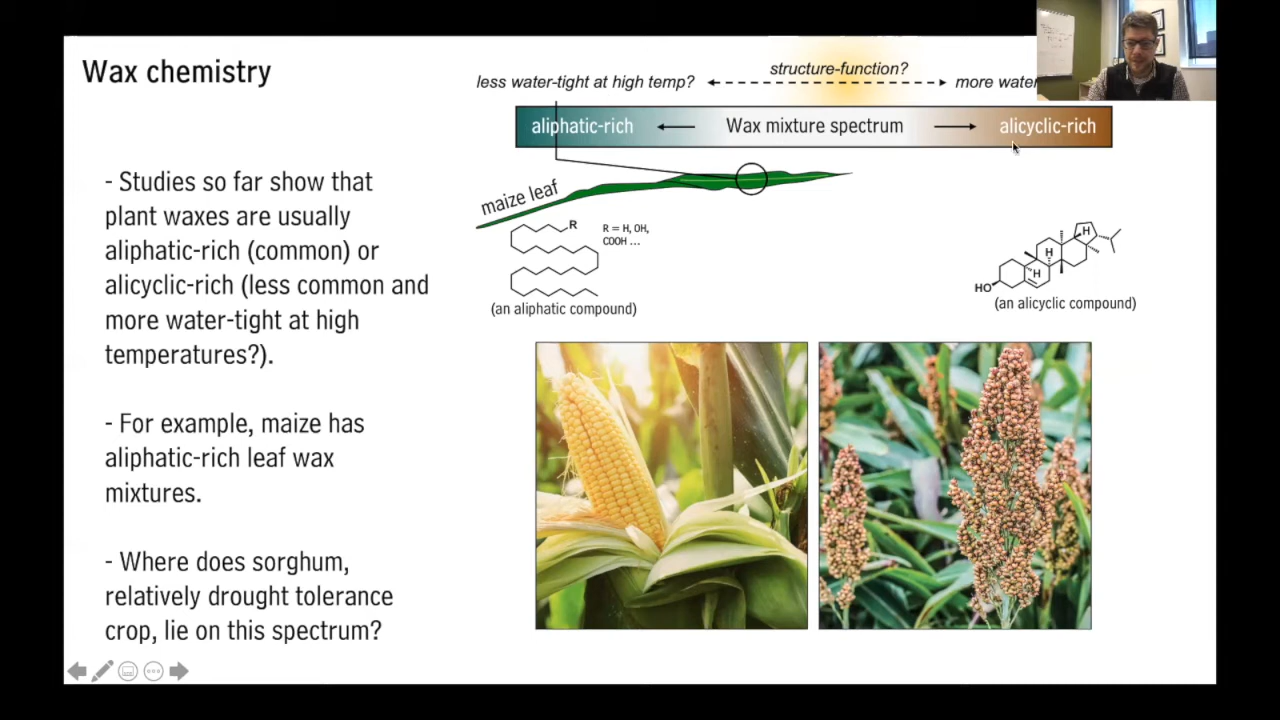 Wax chemistry
structure-function?
less water-tight at high temp?
more water
aliphatic-rich
Wax mixture spectrum
alicyclic-rich
- Studies so far show that
plant waxes are usually
aliphatic-rich (common) or
alicyclic-rich (less common and
more water-tight at high
temperatures?).
- For example, maize has
aliphatic-rich leaf wax
mixtures.
- Where does sorghum,
relatively drought tolerance
crop, lie on this spectrum?
maize leaf
R
R = H, OH,
COOH ...
(an aliphatic compound)
H
H
H
H
HO
(an alicyclic compound)